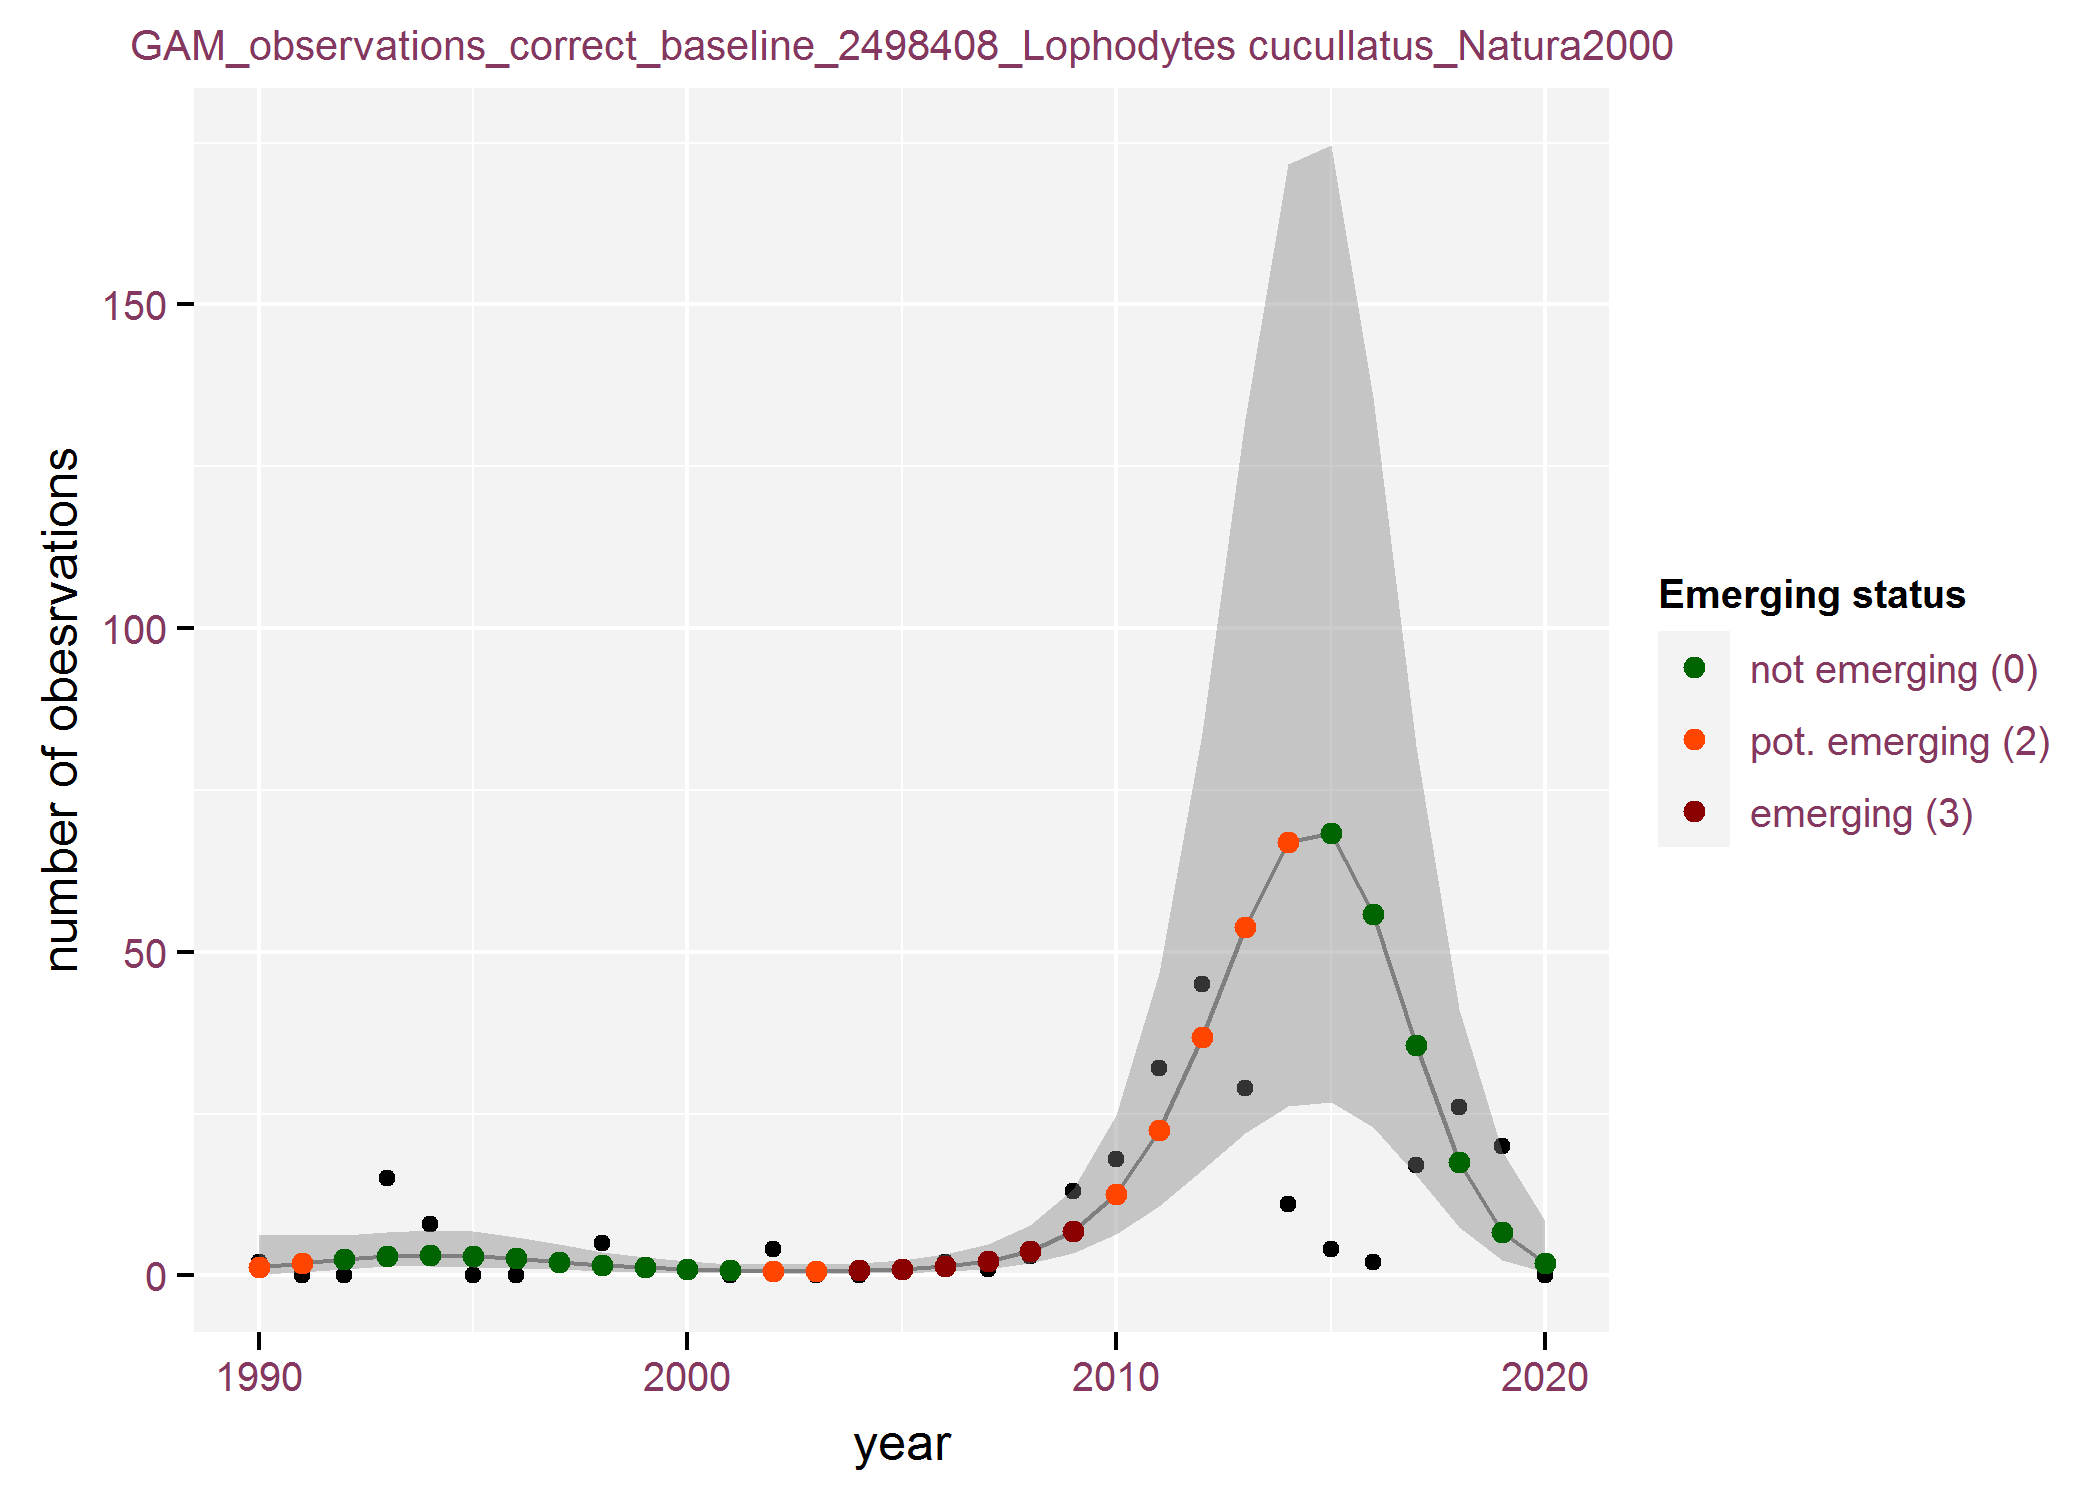 GAM_observations_correct_baseline_2498408_Lophodytes cucullatus_Natura2000
150
100
50
0
number of obesrvations
1990
2000
2010
2020
year
Emerging status
not emerging (0)
pot. emerging (2)
emerging (3)